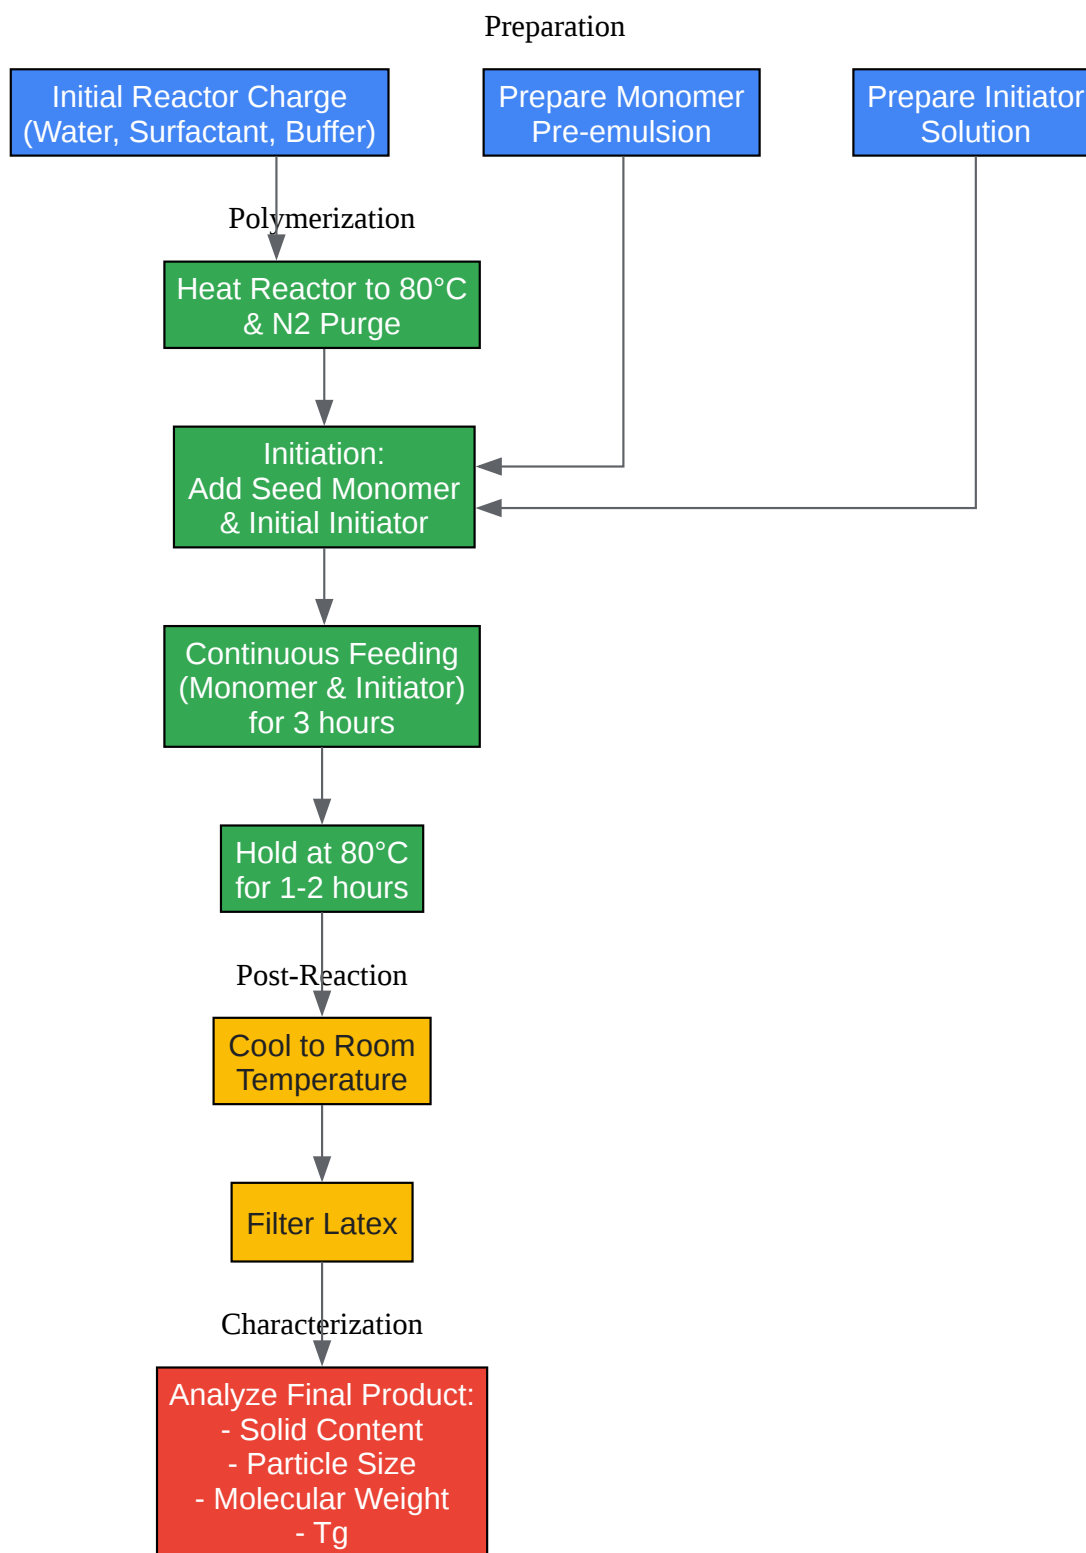 Preparation
Initial Reactor Charge
(Water, Surfactant, Buffer)
Prepare Monomer
Pre-emulsion
Prepare Initiator
Solution
Polymerization
Heat Reactor to 80°C
& N2 Purge
Initiation:
Add Seed Monomer
& Initial Initiator
Continuous Feeding
(Monomer & Initiator)
for 3 hours
Hold at 80°C
for 1-2 hours
Post-Reaction
Cool to Room
Temperature
Filter Latex
Characterization
Analyze Final Product:
- Solid Content
- Particle Size
- Molecular Weight
- Tg